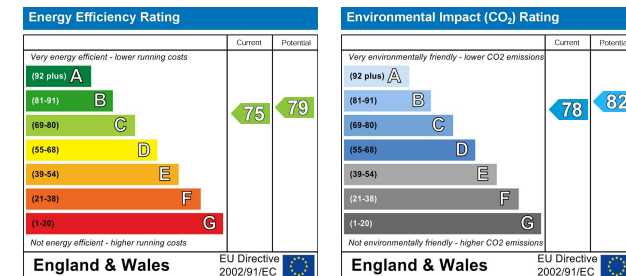 Energy Efficiency Rating
Current Potential
Very energy efficient - lower running costs
(92 plus) A
(81-91) B
(69-80) C
(55-68) D
(39-54) E
(21-38) F
(1-20) G
75
79
Not energy efficient - higher running costs
England & Wales
EU Directive
2002/91/EC
Environmental Impact (CO₂) Rating
Current Potential
Very environmentally friendly - lower CO2 emissions
(92 plus) A
(81-91) B
(69-80) C
(55-68) D
(39-54) E
(21-38) F
(1-20) G
78
82
Not environmentally friendly - higher CO2 emissions
England & Wales
EU Directive
2002/91/EC